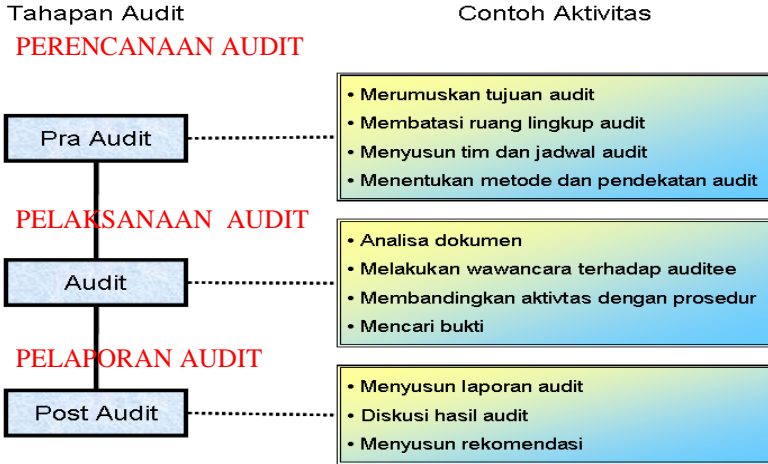 Tahapan Audit
Contoh Aktivitas
PERENCANAAN AUDIT
Pra Audit
• Merumuskan tujuan audit
• Membatasi ruang lingkup audit
• Menyusun tim dan jadwal audit
• Menentukan metode dan pendekatan audit
PELAKSANAAN AUDIT
Audit
• Analisa dokumen
• Melakukan wawancara terhadap auditee
• Membandingkan aktivtas dengan prosedur
• Mencari bukti
PELAPORAN AUDIT
Post Audit
• Menyusun laporan audit
• Diskusi hasil audit
• Menyusun rekomendasi